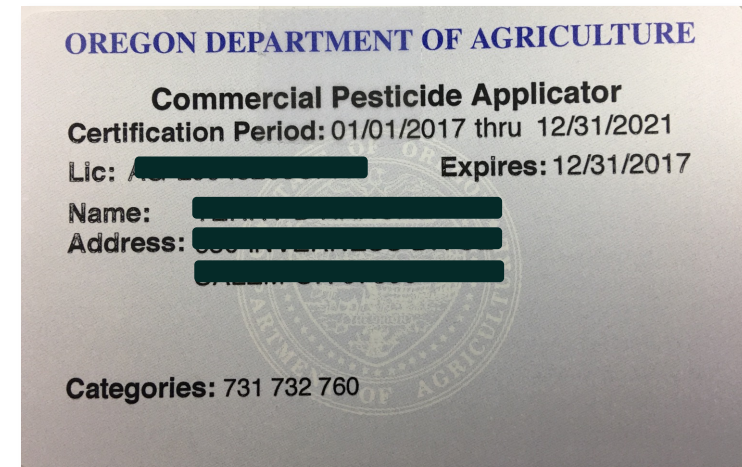 OREGON DEPARTMENT OF AGRICULTURE
Commercial Pesticide Applicator
Certification Period: 01/01/2017 thru 12/31/2021
Lic: Expires: 12/31/2017
Name:
Address:
Categories: 731 732 760